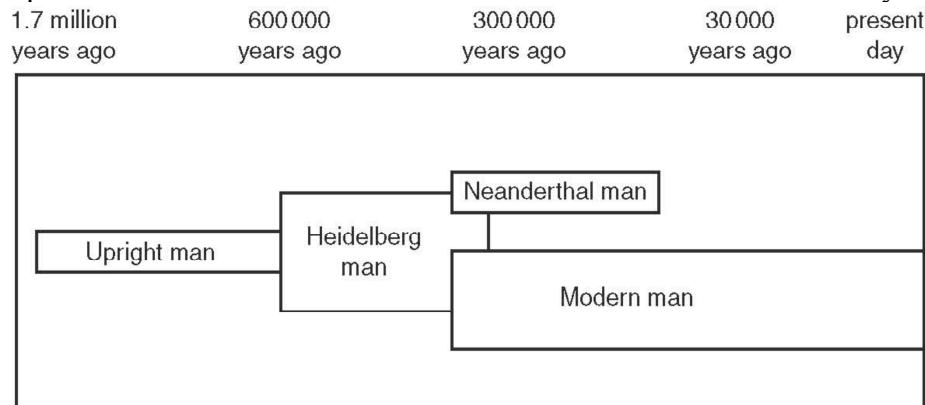 1.7 million 600 000 300 000 30 000 present
years ago years ago years ago years ago day
Neanderthal man
Upright man
Heidelberg
man
Modern man